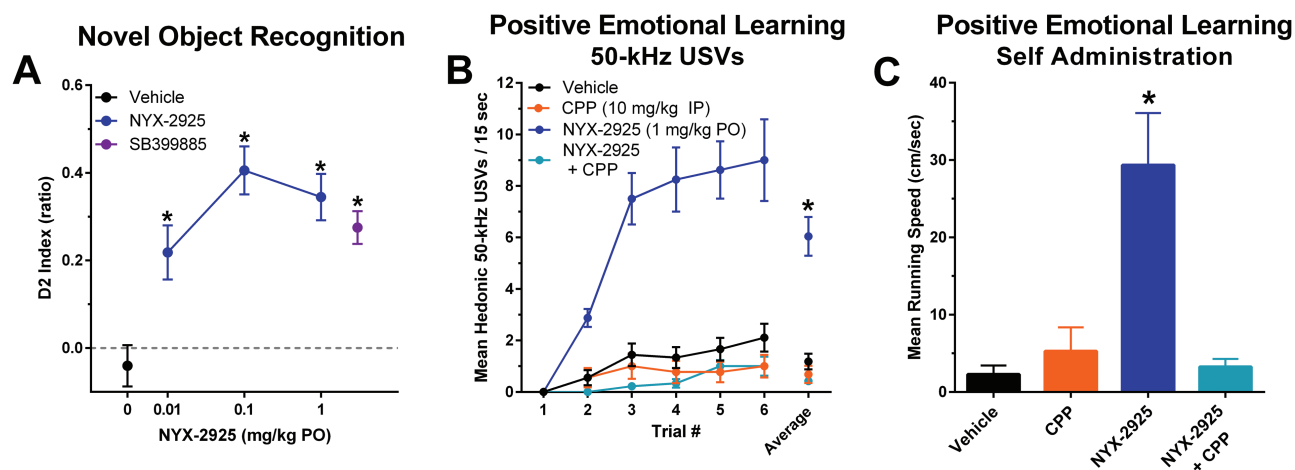 A
Novel Object Recognition
0.6
0.4
0.2
0.0
D2 Index (ratio)
Vehicle
NYX-2925
SB399885
*
*
*
*
0
0.01
0.1
1
NYX-2925 (mg/kg PO)
B
Positive Emotional Learning
50-kHz USVs
12
10
8
6
4
2
0
Mean Hedonic 50-kHz USVs / 15 sec
Vehicle
CPP (10 mg/kg IP)
NYX-2925 (1 mg/kg PO)
NYX-2925
+ CPP
*
1
2
3
4
5
6
Average
Trial #
C
Positive Emotional Learning
Self Administration
40
30
20
10
0
Mean Running Speed (cm/sec)
*
Vehicle
CPP
NYX-2925
NYX-2925
+ CPP